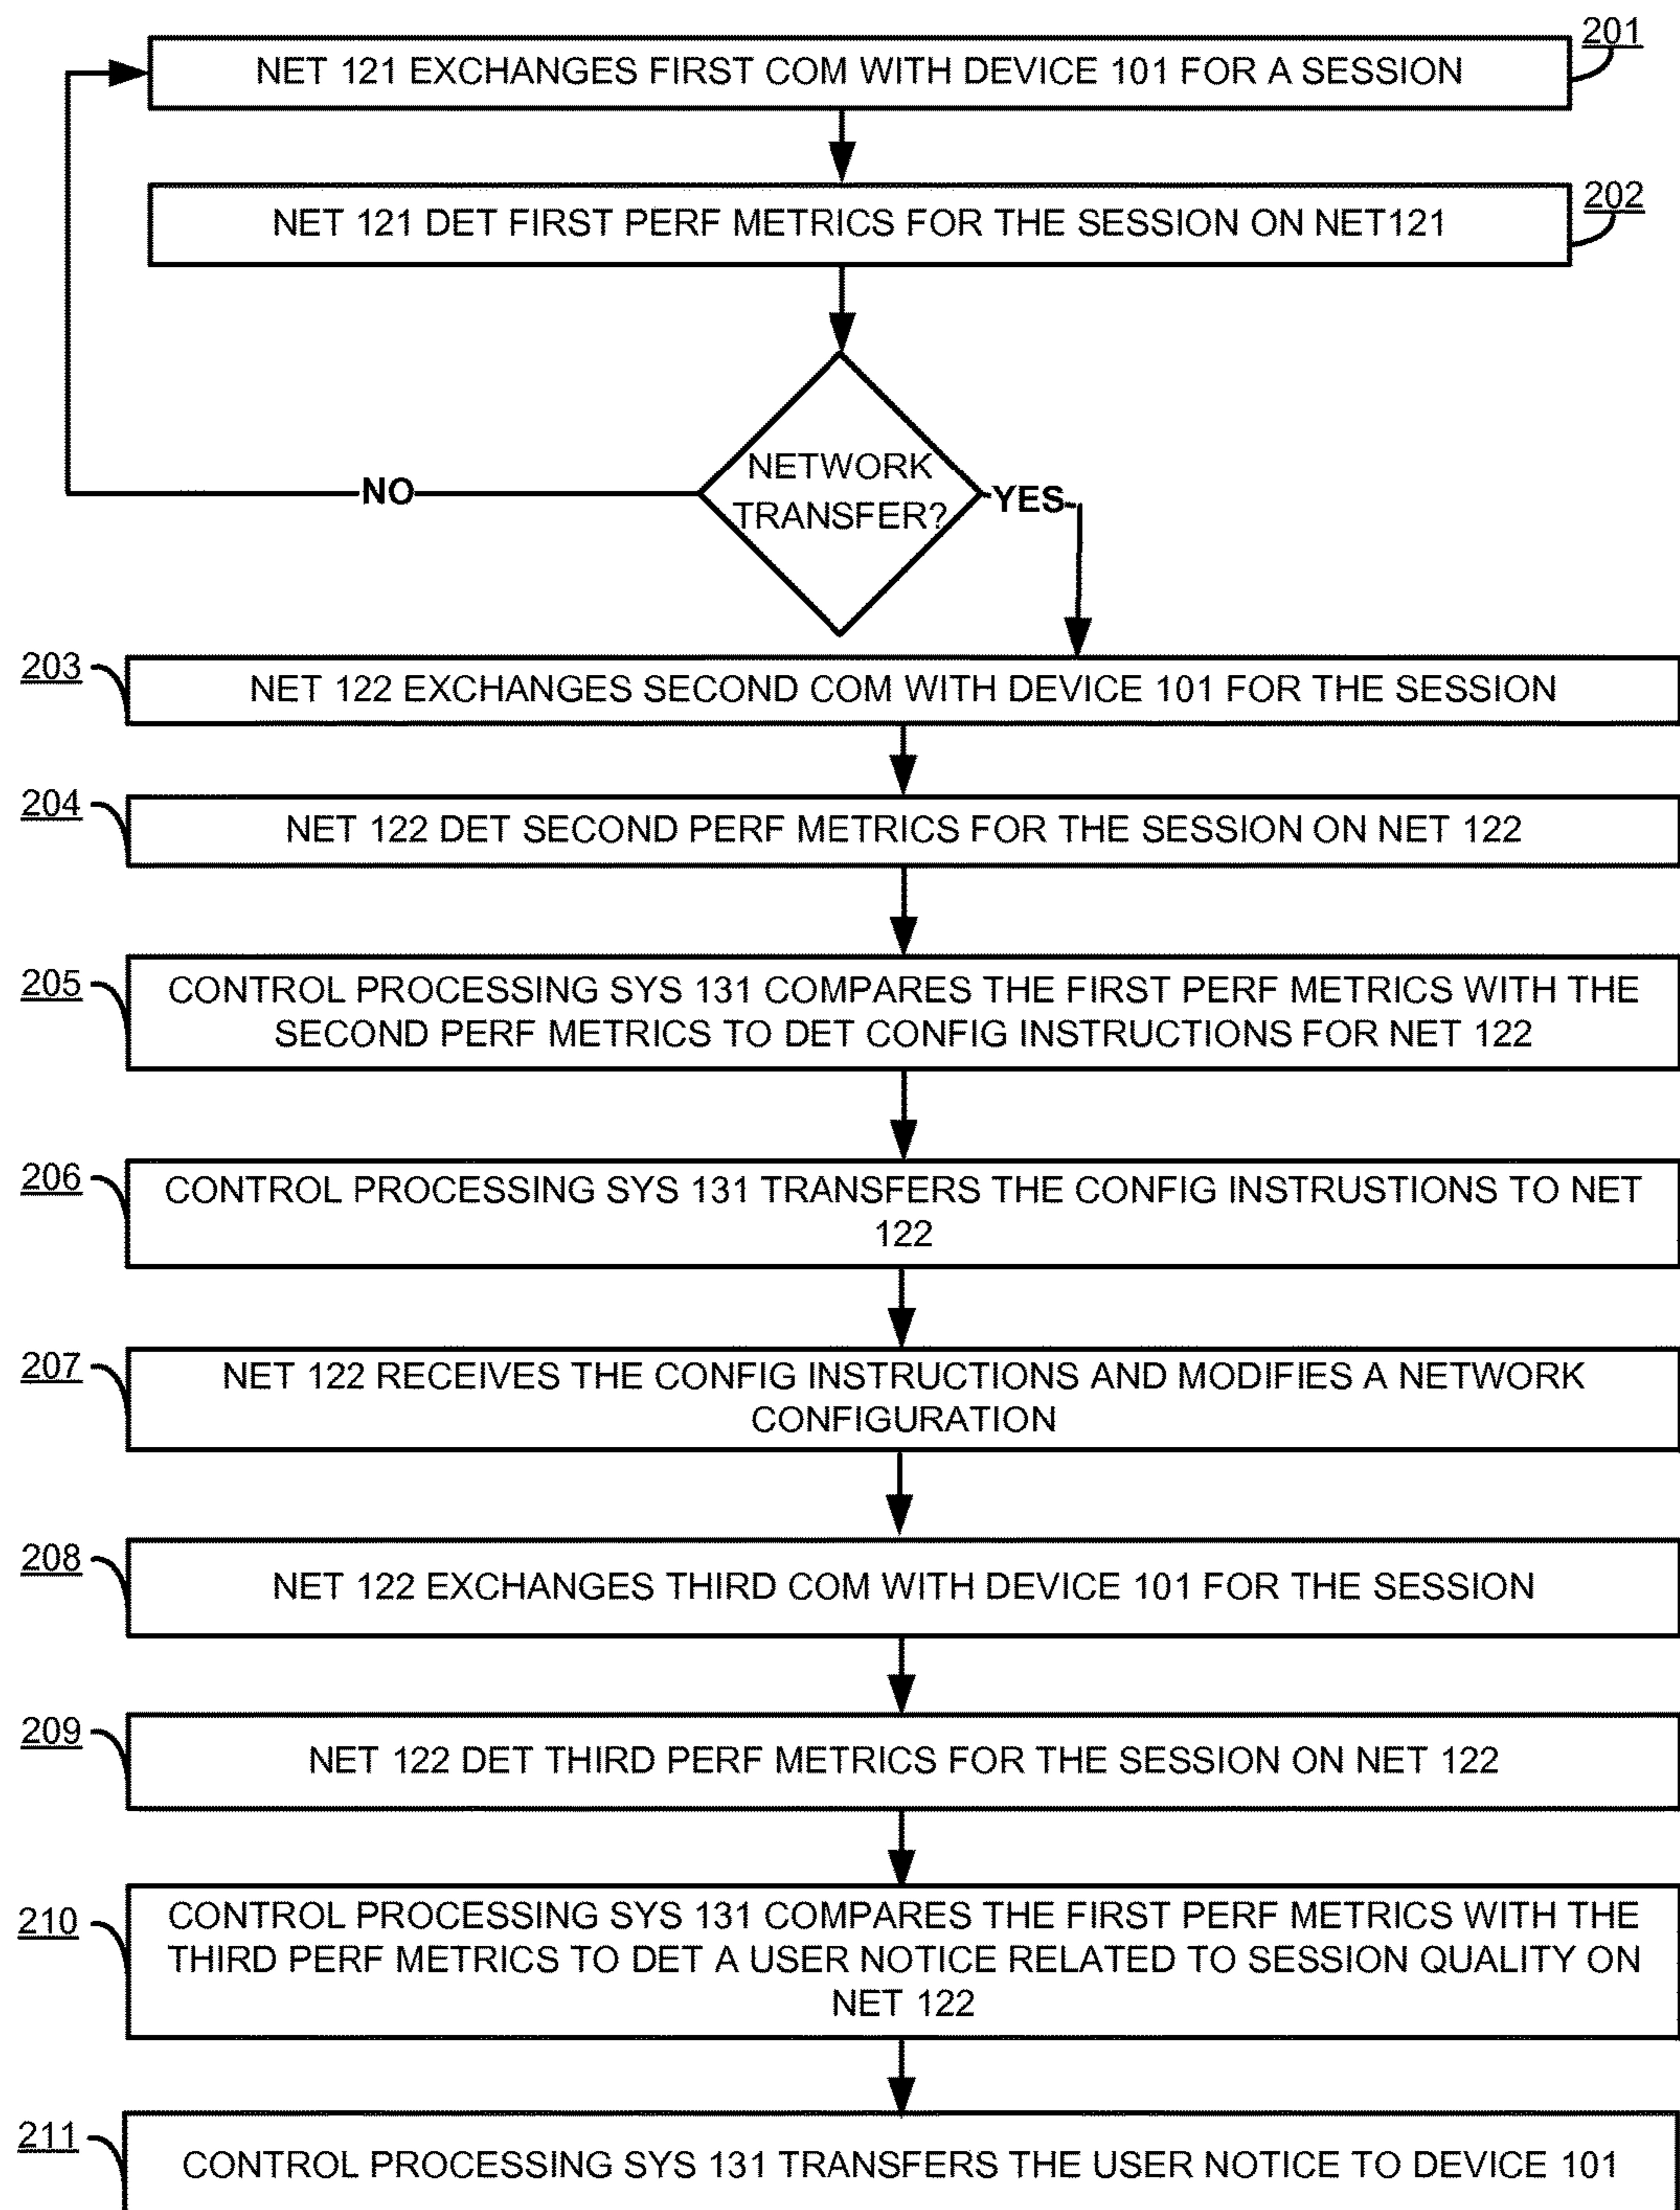 201
NET 121 EXCHANGES FIRST COM WITH DEVICE 101 FOR A SESSION
202
NET 121 DET FIRST PERF METRICS FOR THE SESSION ON NET121
NETWORK
TRANSFER?
NO
YES
203
NET 122 EXCHANGES SECOND COM WITH DEVICE 101 FOR THE SESSION
204
NET 122 DET SECOND PERF METRICS FOR THE SESSION ON NET 122
205
CONTROL PROCESSING SYS 131 COMPARES THE FIRST PERF METRICS WITH THE
SECOND PERF METRICS TO DET CONFIG INSTRUCTIONS FOR NET 122
206
CONTROL PROCESSING SYS 131 TRANSFERS THE CONFIG INSTRUSTIONS TO NET
122
207
NET 122 RECEIVES THE CONFIG INSTRUCTIONS AND MODIFIES A NETWORK
CONFIGURATION
208
NET 122 EXCHANGES THIRD COM WITH DEVICE 101 FOR THE SESSION
209
NET 122 DET THIRD PERF METRICS FOR THE SESSION ON NET 122
210
CONTROL PROCESSING SYS 131 COMPARES THE FIRST PERF METRICS WITH THE
THIRD PERF METRICS TO DET A USER NOTICE RELATED TO SESSION QUALITY ON
NET 122
211
CONTROL PROCESSING SYS 131 TRANSFERS THE USER NOTICE TO DEVICE 101